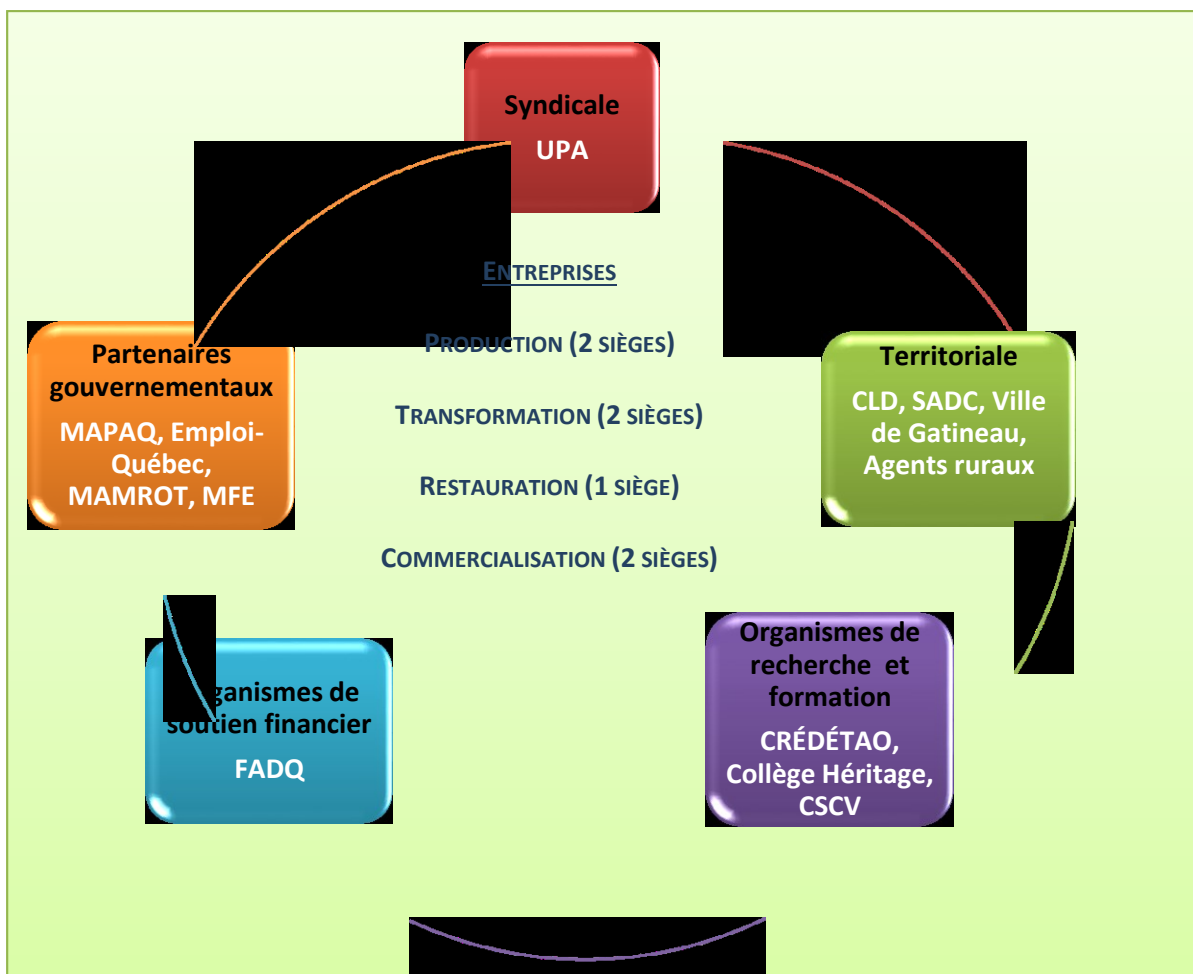 Syndicale
UPA
ENTREPRISES
PRODUCTION (2 SIÈGES)
TRANSFORMATION (2 SIÈGES)
RESTAURATION (1 SIÈGE)
COMMERCIALISATION (2 SIÈGES)
Partenaires
gouvernementaux
MAPAQ, Emploi-
Québec,
MAMROT, MFE
Territoriale
CLD, SADC, Ville
de Gatineau,
Agents ruraux
Organismes de
soutien financier
FADQ
Organismes de
recherche et
formation
CRÉDÉTAO,
Collège Héritage,
CSCV